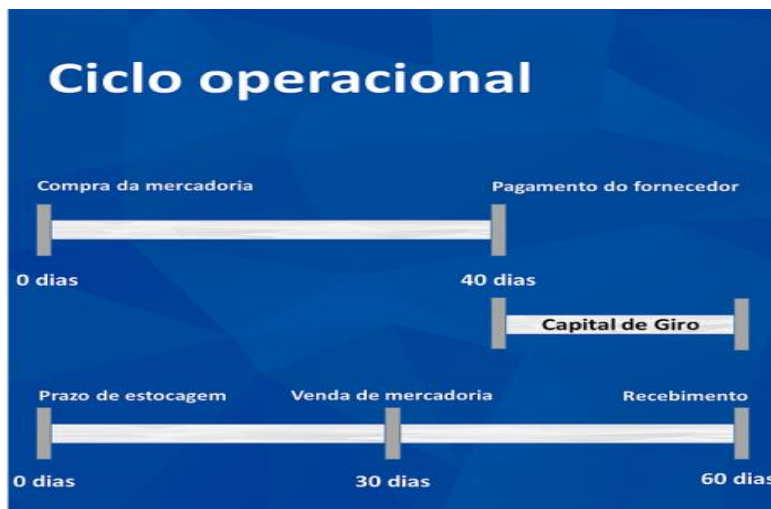 Ciclo operacional
Compra da mercadoria
Pagamento do fornecedor
0 dias
40 dias
Capital de Giro
Prazo de estocagem
Venda de mercadoria
Recebimento
0 dias
30 dias
60 dias